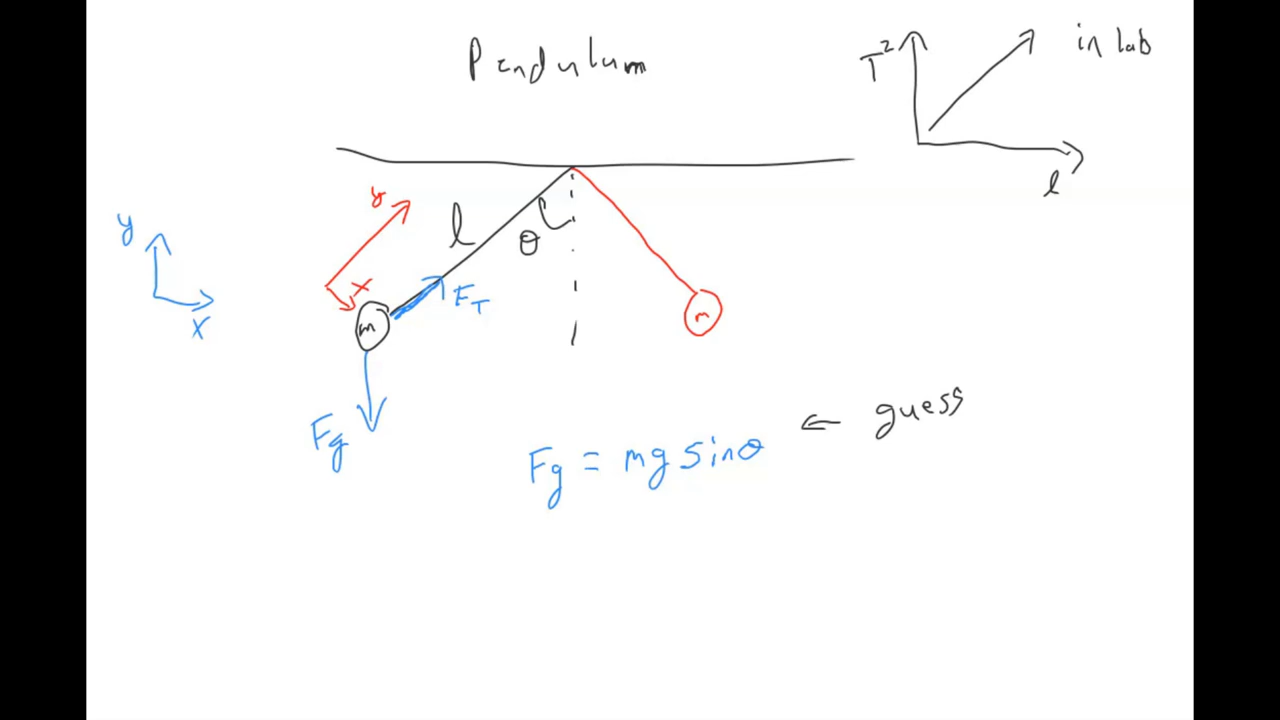 Pendulum
T²
in lab
l
y
x
y
x
l
θ
F_T
m
m
F_g
F_g = mg sinθ ⇐ guess